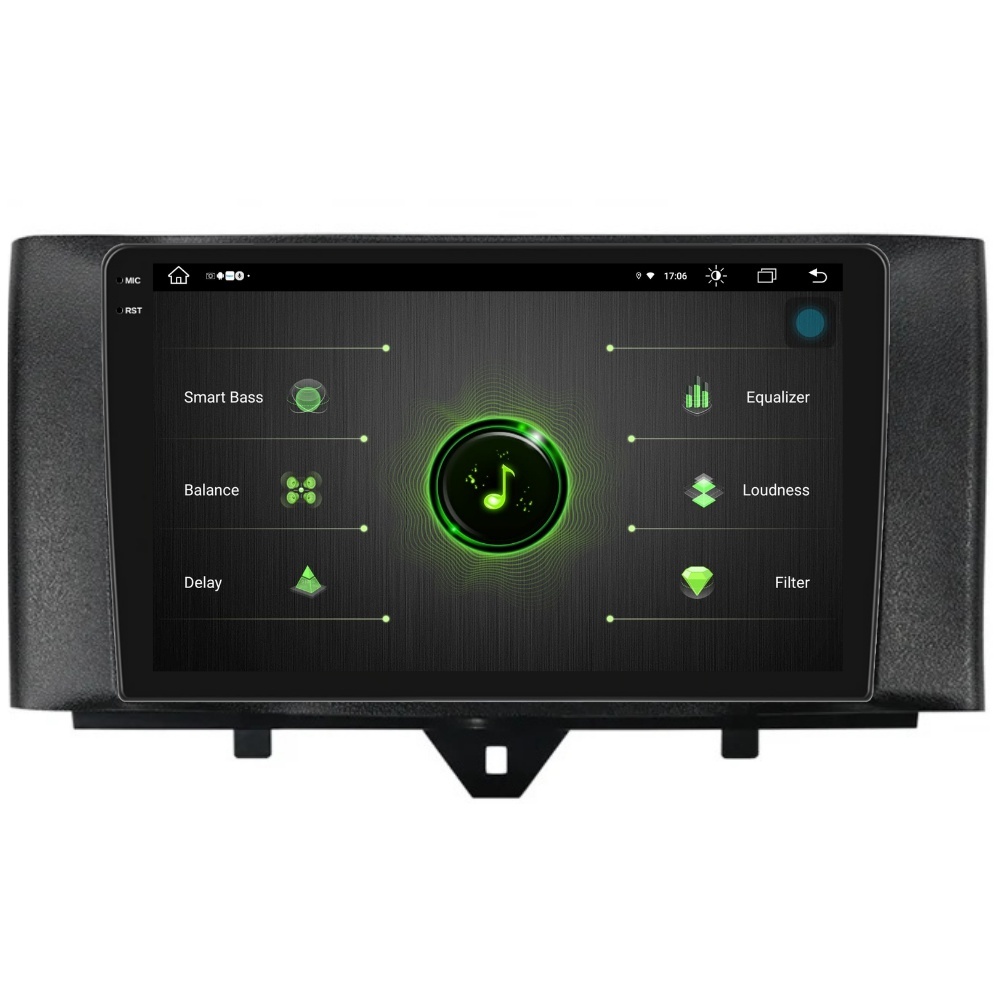 MIC
17:06
RST
Smart Bass
Equalizer
Balance
Loudness
Delay
Filter